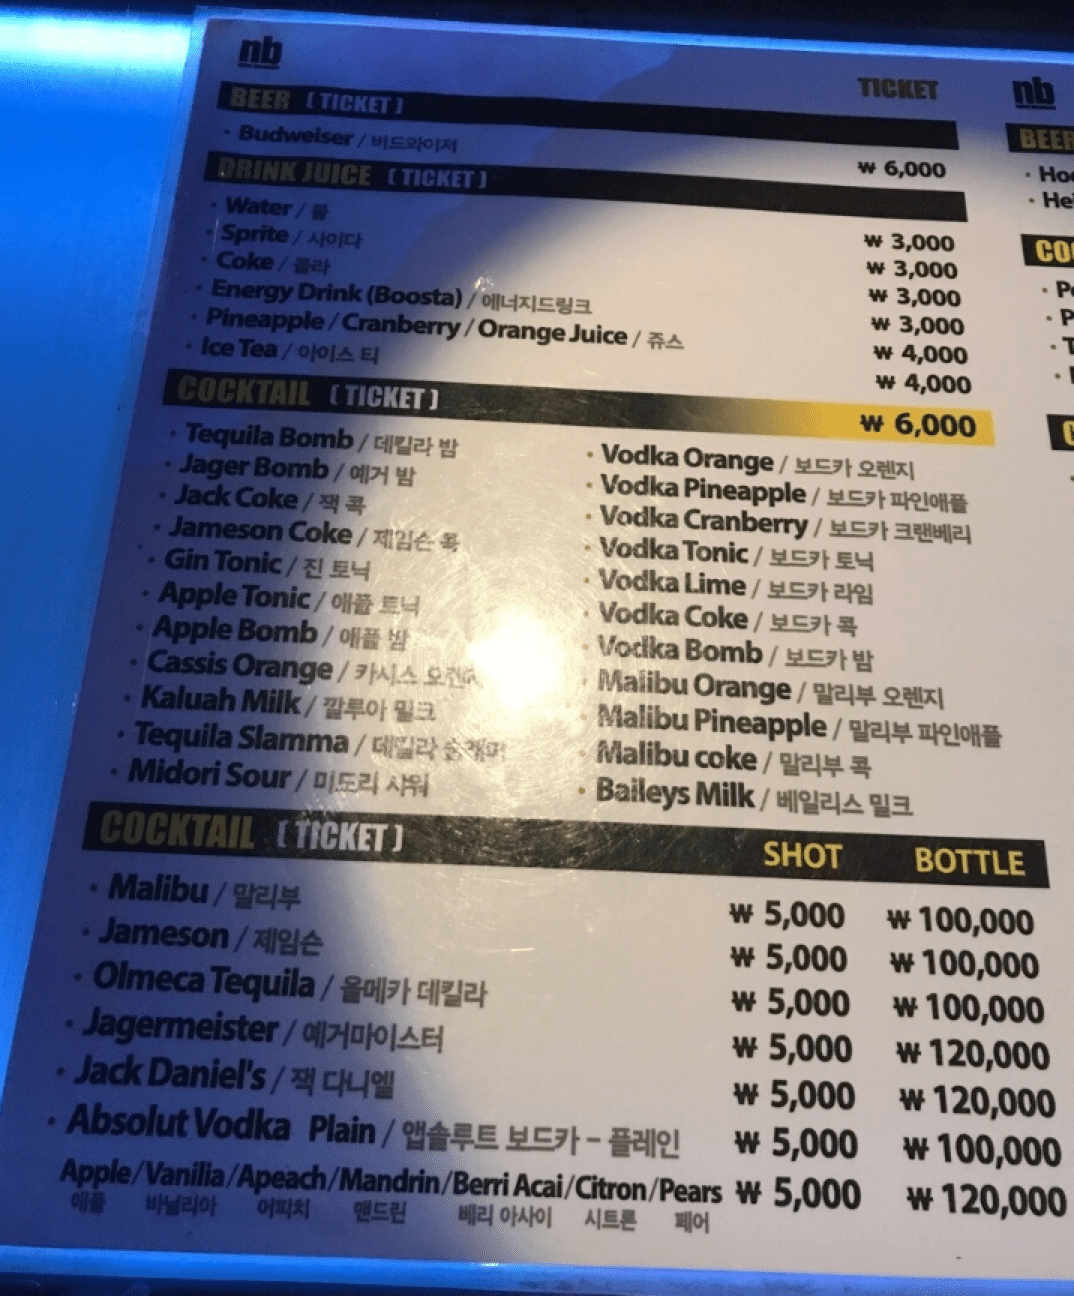 nb
TICKET
BEER [ TICKET ]
· Budweiser / 버드와이저 ₩ 6,000
DRINK JUICE [ TICKET ]
· Water / 물 ₩ 3,000
· Sprite / 사이다 ₩ 3,000
· Coke / 콜라 ₩ 3,000
· Energy Drink (Boosta) / 에너지드링크 ₩ 3,000
· Pineapple / Cranberry / Orange Juice / 쥬스 ₩ 4,000
· Ice Tea / 아이스 티 ₩ 4,000
COCKTAIL [ TICKET ] ₩ 6,000
· Tequila Bomb / 데킬라 밤
· Jager Bomb / 예거 밤
· Jack Coke / 잭 콕
· Jameson Coke / 제임슨 콕
· Gin Tonic / 진 토닉
· Apple Tonic / 애플 토닉
· Apple Bomb / 애플 밤
· Cassis Orange / 카시스 오렌지
· Kaluah Milk / 깔루아 밀크
· Tequila Slamma / 데킬라 슬래머
· Midori Sour / 미도리 샤워
· Vodka Orange / 보드카 오렌지
· Vodka Pineapple / 보드카 파인애플
· Vodka Cranberry / 보드카 크랜베리
· Vodka Tonic / 보드카 토닉
· Vodka Lime / 보드카 라임
· Vodka Coke / 보드카 콕
· Vodka Bomb / 보드카 밤
· Malibu Orange / 말리부 오렌지
· Malibu Pineapple / 말리부 파인애플
· Malibu coke / 말리부 콕
· Baileys Milk / 베일리스 밀크
COCKTAIL [ TICKET ] SHOT BOTTLE
· Malibu / 말리부 ₩ 5,000 ₩ 100,000
· Jameson / 제임슨 ₩ 5,000 ₩ 100,000
· Olmeca Tequila / 올메카 데킬라 ₩ 5,000 ₩ 100,000
· Jagermeister / 예거마이스터 ₩ 5,000 ₩ 120,000
· Jack Daniel's / 잭 다니엘 ₩ 5,000 ₩ 120,000
· Absolut Vodka Plain / 앱솔루트 보드카 - 플레인 ₩ 5,000 ₩ 100,000
Apple/Vanilia/Apeach/Mandrin/Berri Acai/Citron/Pears ₩ 5,000 ₩ 120,000
애플 바닐리아 어피치 맨드린 베리 아사이 시트론 페어
nb
BEER